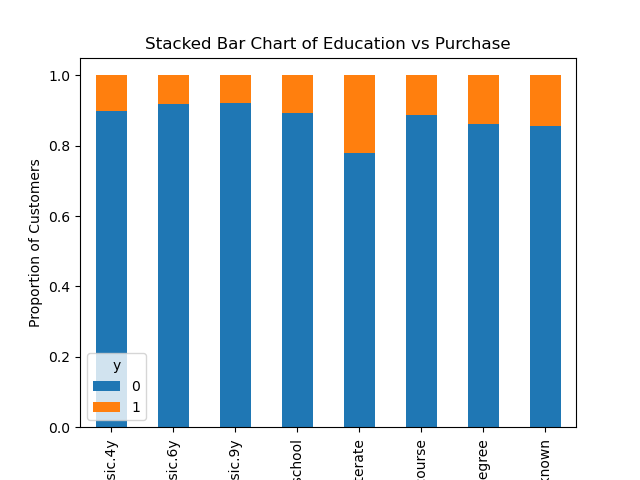 Stacked Bar Chart of Education vs Purchase
Proportion of Customers
1.0
0.8
0.6
0.4
0.2
0.0
y
0
1
sic.4y
sic.6y
sic.9y
school
erate
ourse
egree
known